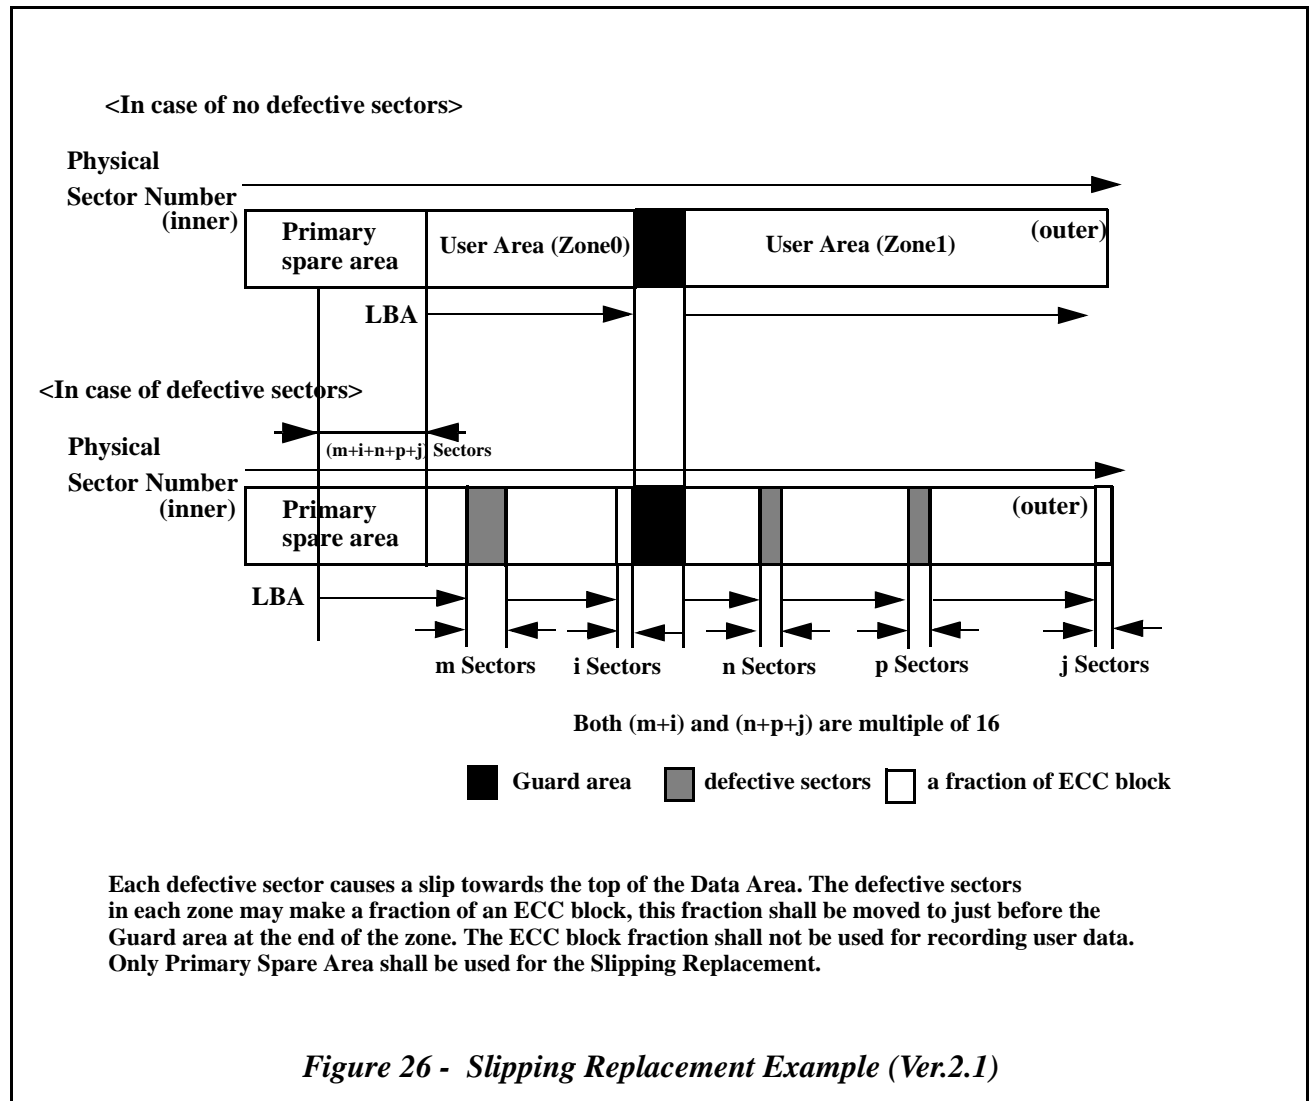 <In case of no defective sectors>
Physical
Sector Number
(inner)
Primary
spare area
User Area (Zone0)
User Area (Zone1)
(outer)
LBA
<In case of defective sectors>
Physical
(m+i+n+p+j) Sectors
Sector Number
(inner)
Primary
spare area
(outer)
LBA
m Sectors
i Sectors
n Sectors
p Sectors
j Sectors
Both (m+i) and (n+p+j) are multiple of 16
Guard area
defective sectors
a fraction of ECC block
Each defective sector causes a slip towards the top of the Data Area. The defective sectors
in each zone may make a fraction of an ECC block, this fraction shall be moved to just before the
Guard area at the end of the zone. The ECC block fraction shall not be used for recording user data.
Only Primary Spare Area shall be used for the Slipping Replacement.
Figure 26 - Slipping Replacement Example (Ver.2.1)